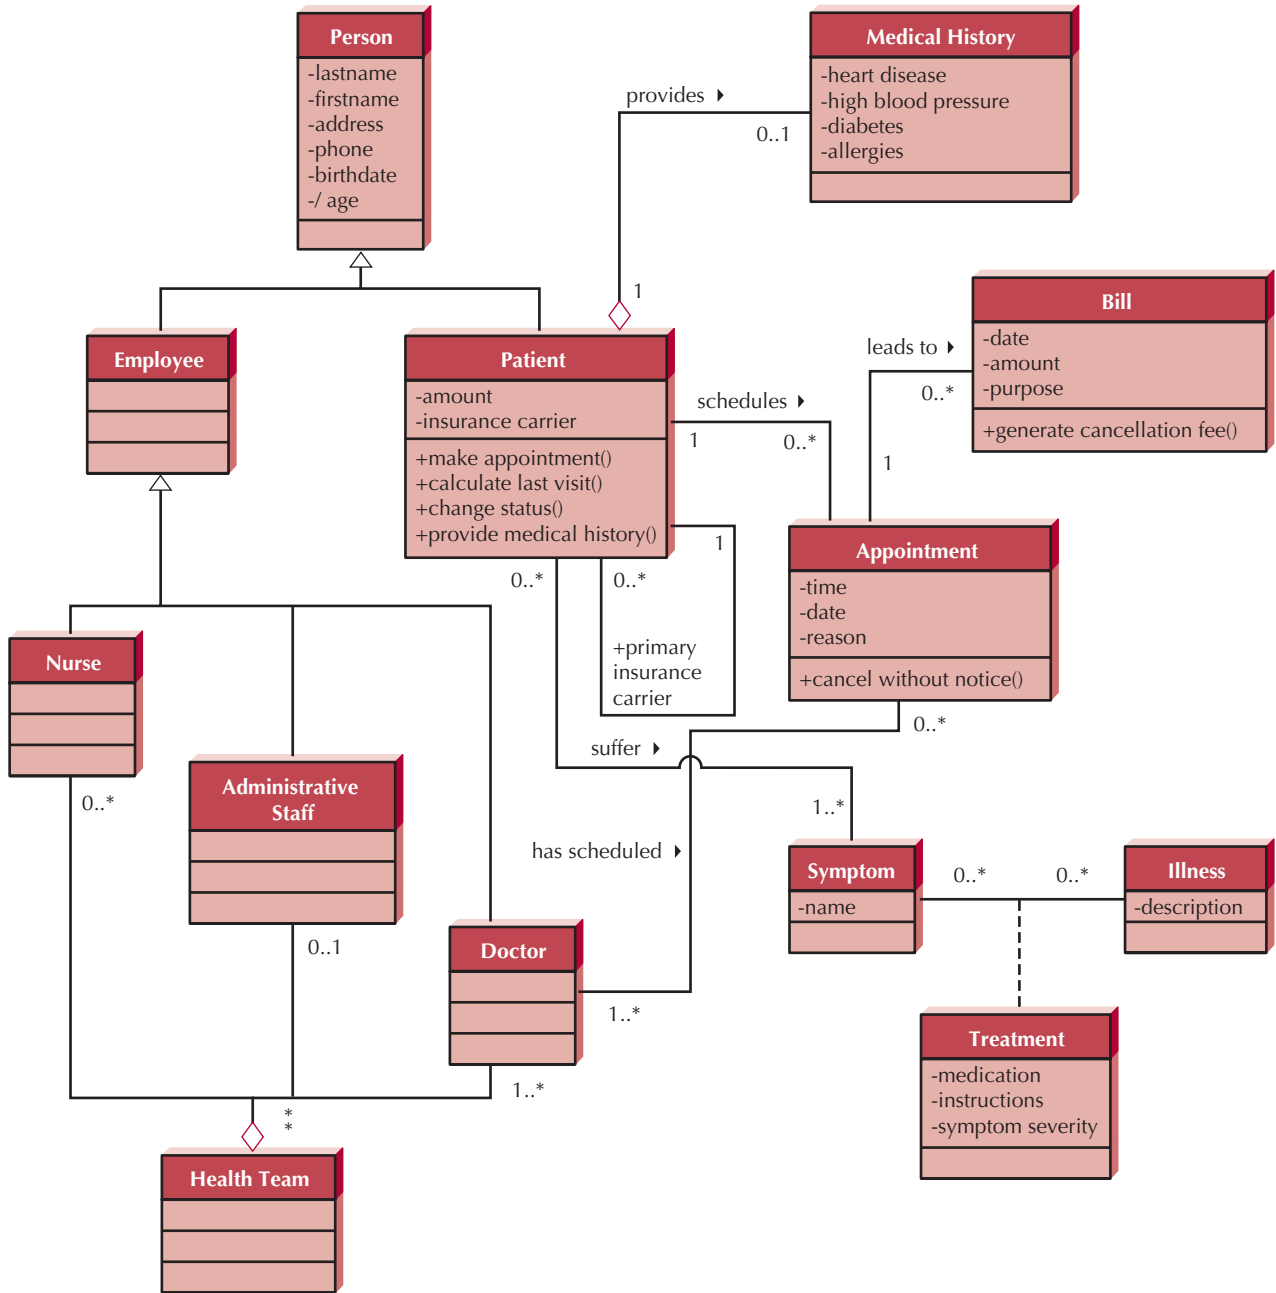 Person
-lastname
-firstname
-address
-phone
-birthdate
-/ age
Medical History
-heart disease
-high blood pressure
-diabetes
-allergies
provides ▸
0..1
1
Employee
Patient
-amount
-insurance carrier
+make appointment()
+calculate last visit()
+change status()
+provide medical history()
schedules ▸
1
0..*
Bill
-date
-amount
-purpose
+generate cancellation fee()
leads to ▸
0..*
1
Appointment
-time
-date
-reason
+cancel without notice()
0..*
0..*
0..*
1
+primary
insurance
carrier
suffer ▸
1..*
has scheduled ▸
Nurse
0..*
Administrative
Staff
0..1
Doctor
1..*
1..*
Symptom
-name
0..*
0..*
Illness
-description
Treatment
-medication
-instructions
-symptom severity
*
*
Health Team